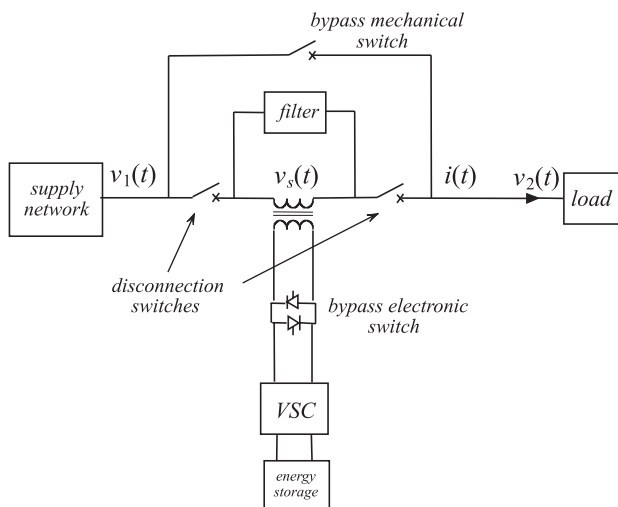 bypass mechanical
switch
filter
v₁(t)
vₛ(t)
i(t)
v₂(t)
supply
network
load
disconnection
switches
bypass electronic
switch
VSC
energy
storage